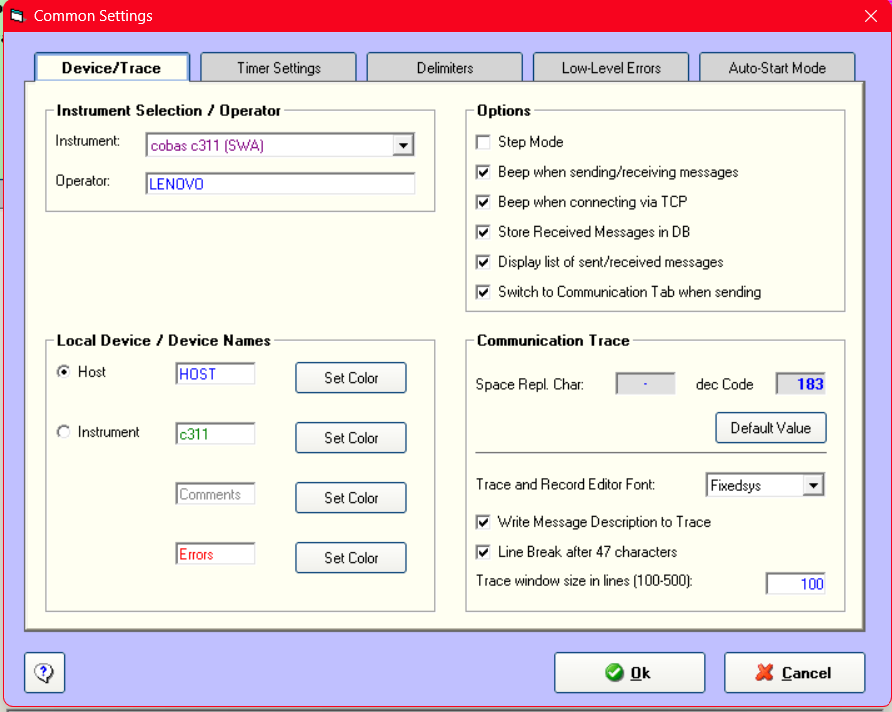 Common Settings
Device/Trace
Timer Settings
Delimiters
Low-Level Errors
Auto-Start Mode
Instrument Selection / Operator
Instrument:
cobas c311 (SWA)
Operator:
LENOVO
Options
Step Mode
Beep when sending/receiving messages
Beep when connecting via TCP
Store Received Messages in DB
Display list of sent/received messages
Switch to Communication Tab when sending
Local Device / Device Names
Host
HOST
Set Color
Instrument
c311
Set Color
Comments
Set Color
Errors
Set Color
Communication Trace
Space Repl. Char:
·
dec Code
183
Default Value
Trace and Record Editor Font:
Fixedsys
Write Message Description to Trace
Line Break after 47 characters
Trace window size in lines (100-500):
100
Ok
Cancel